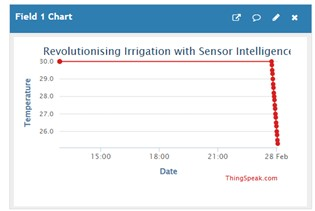 Field 1 Chart
Revolutionising Irrigation with Sensor Intelligence
30.0
29.0
28.0
27.0
26.0
Temperature
15:00 18:00 21:00 28 Feb
Date
ThingSpeak.com